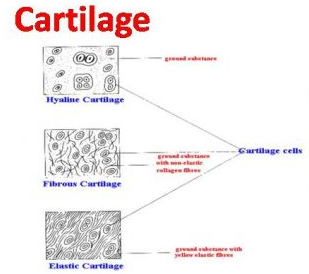 Cartilage
ground substance
Hyaline Cartilage
Cartilage cells
ground substance
with non-elastic
collagen fibres
Fibrous Cartilage
ground substance with
yellow elastic fibres
Elastic Cartilage